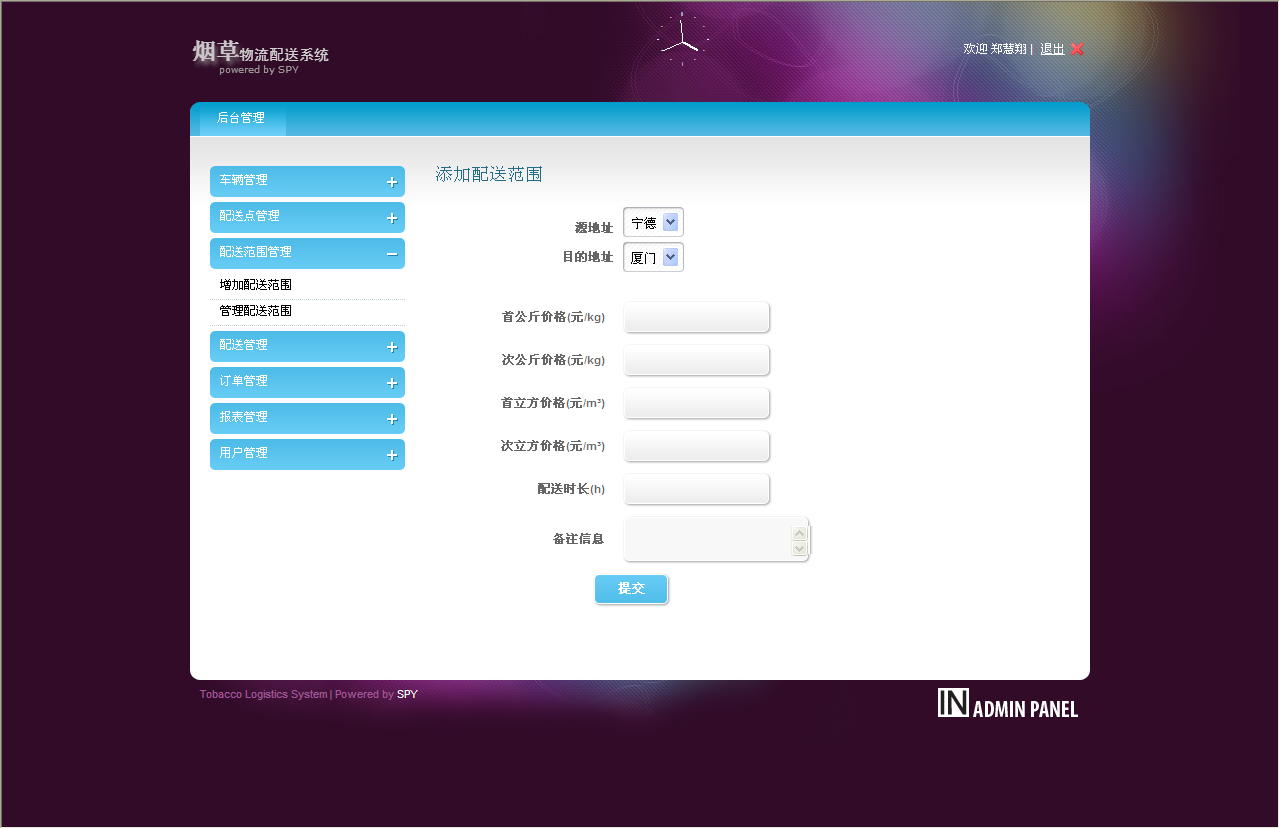 烟草物流配送系统
powered by SPY
欢迎 郑慧翔 | 退出
后台管理
车辆管理
配送点管理
配送范围管理
增加配送范围
管理配送范围
配送管理
订单管理
报表管理
用户管理
添加配送范围
源地址 宁德
目的地址 厦门
首公斤价格(元/kg)
次公斤价格(元/kg)
首立方价格(元/m³)
次立方价格(元/m³)
配送时长(h)
备注信息
提交
Tobacco Logistics System | Powered by SPY
IN ADMIN PANEL